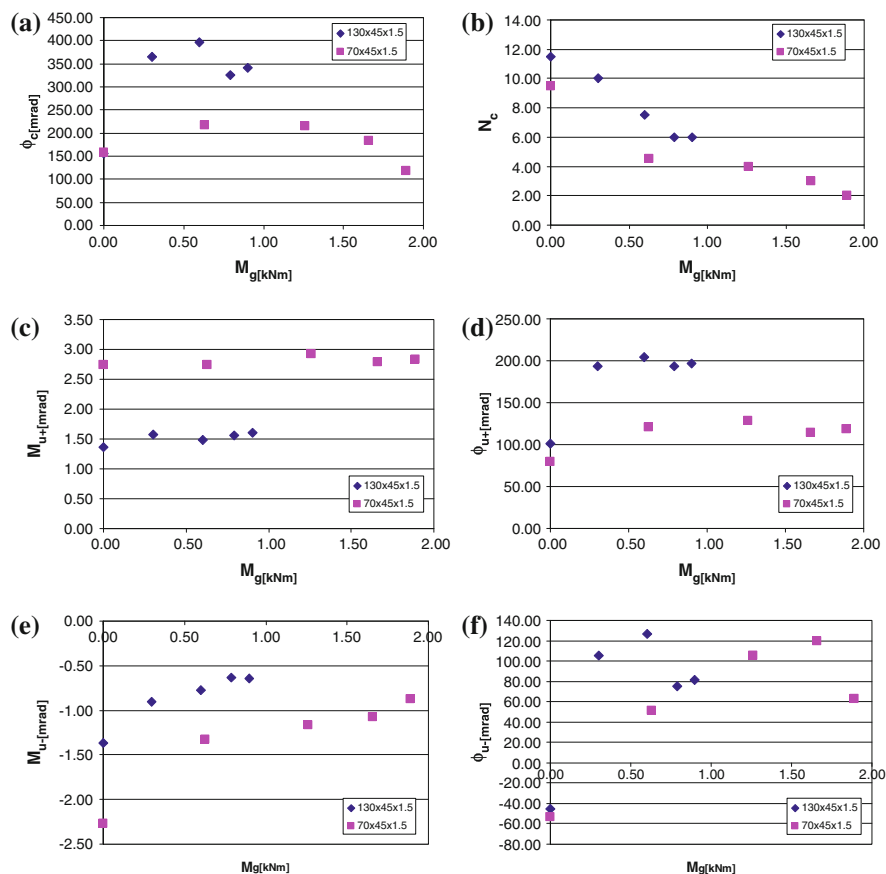 (a)
450.00
400.00
350.00
300.00
250.00
200.00
150.00
100.00
50.00
0.00
0.00 0.50 1.00 1.50 2.00
ϕc[mrad]
Mg[kNm]
130x45x1.5
70x45x1.5
(b)
14.00
12.00
10.00
8.00
6.00
4.00
2.00
0.00
0.00 0.50 1.00 1.50 2.00
Nc
Mg[kNm]
130x45x1.5
70x45x1.5
(c)
3.50
3.00
2.50
2.00
1.50
1.00
0.50
0.00
0.00 0.50 1.00 1.50 2.00
Mu+[mrad]
Mg[kNm]
130x45x1.5
70x45x1.5
(d)
250.00
200.00
150.00
100.00
50.00
0.00
0.00 0.50 1.00 1.50 2.00
ϕu+[mrad]
Mg[kNm]
130x45x1.5
70x45x1.5
(e)
0.00
-0.50
-1.00
-1.50
-2.00
-2.50
0.00 0.50 1.00 1.50 2.00
Mu-[mrad]
Mg[kNm]
130x45x1.5
70x45x1.5
(f)
140.00
120.00
100.00
80.00
60.00
40.00
20.00
0.00
-20.00
-40.00
-60.00
-80.00
0.00 0.50 1.00 1.50 2.00
ϕu-[mrad]
Mg[kNm]
130x45x1.5
70x45x1.5